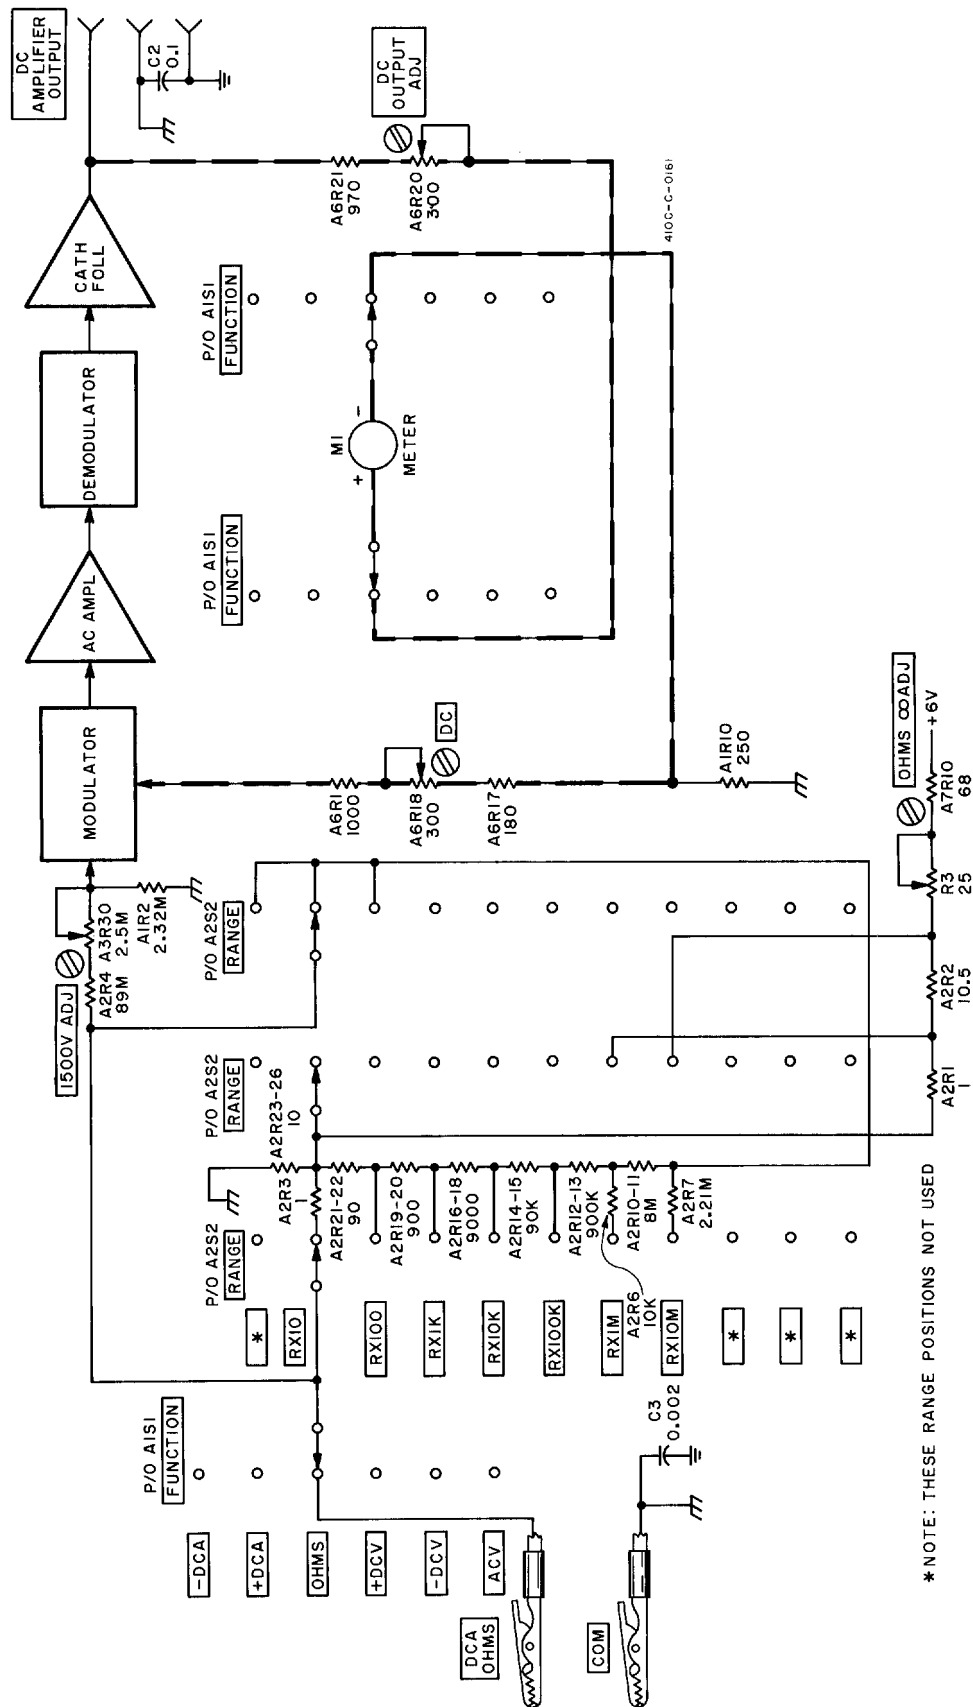 DC
AMPLIFIER
OUTPUT
C2
0.1
DC
OUTPUT
ADJ
A6R21
970
A6R20
300
410C-C-0161
CATH
FOLL
DEMODULATOR
AC AMPL
MODULATOR
P/O A1S1
FUNCTION
M1
+
-
METER
P/O A1S1
FUNCTION
A6R1
1000
A6R18
300
DC
A6R17
180
A1R10
250
OHMS ∞ ADJ
+6V
A7R10
68
R3
25
A2R2
10.5
A2R1
1
1500V ADJ
A2R4
89M
A3R30
2.5M
A1R2
2.32M
P/O A2S2
RANGE
P/O A2S2
RANGE
P/O A2S2
RANGE
A2R23-26
10
A2R3
1
A2R21-22
90
A2R19-20
900
A2R16-18
9000
A2R14-15
90K
A2R12-13
900K
A2R6
10K
A2R10-11
8M
A2R7
2.21M
*
RX10
RX100
RX1K
RX10K
RX100K
RX1M
RX10M
*
*
*
P/O A1S1
FUNCTION
-DCA
+DCA
OHMS
+DCV
-DCV
ACV
DCA
OHMS
COM
C3
0.002
*NOTE: THESE RANGE POSITIONS NOT USED